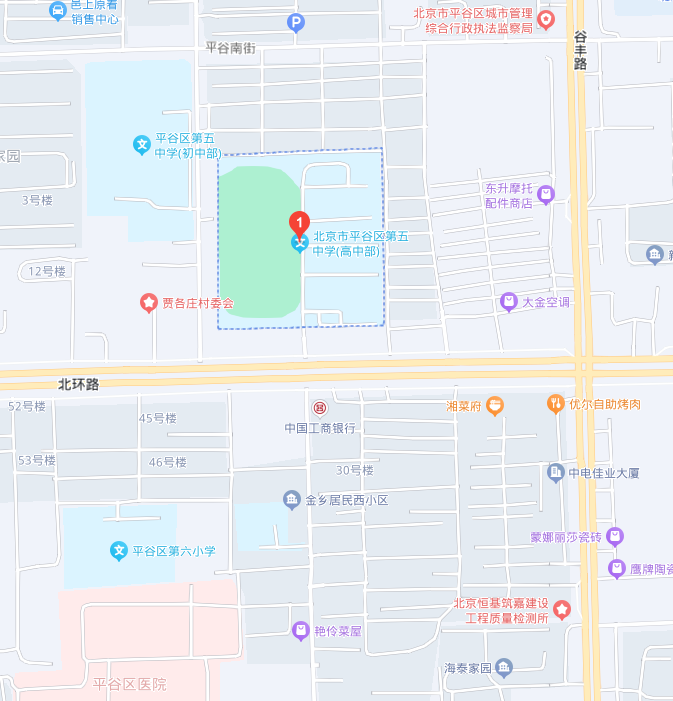 邑上原著
销售中心
P
北京市平谷区城市管理
综合行政执法监察局
谷丰路
平谷南街
平谷区第五
中学(初中部)
家园
3号楼
东升摩托
配件商店
1
北京市平谷区第五
中学(高中部)
12号楼
贾各庄村委会
大金空调
北环路
52号楼
45号楼
湘菜府
优尔自助烤肉
中国工商银行
53号楼
46号楼
30号楼
中电佳业大厦
金乡居民西小区
蒙娜丽莎瓷砖
平谷区第六小学
鹰牌陶瓷
北京恒基筑嘉建设
工程质量检测所
艳伶菜屋
海泰家园
平谷区医院